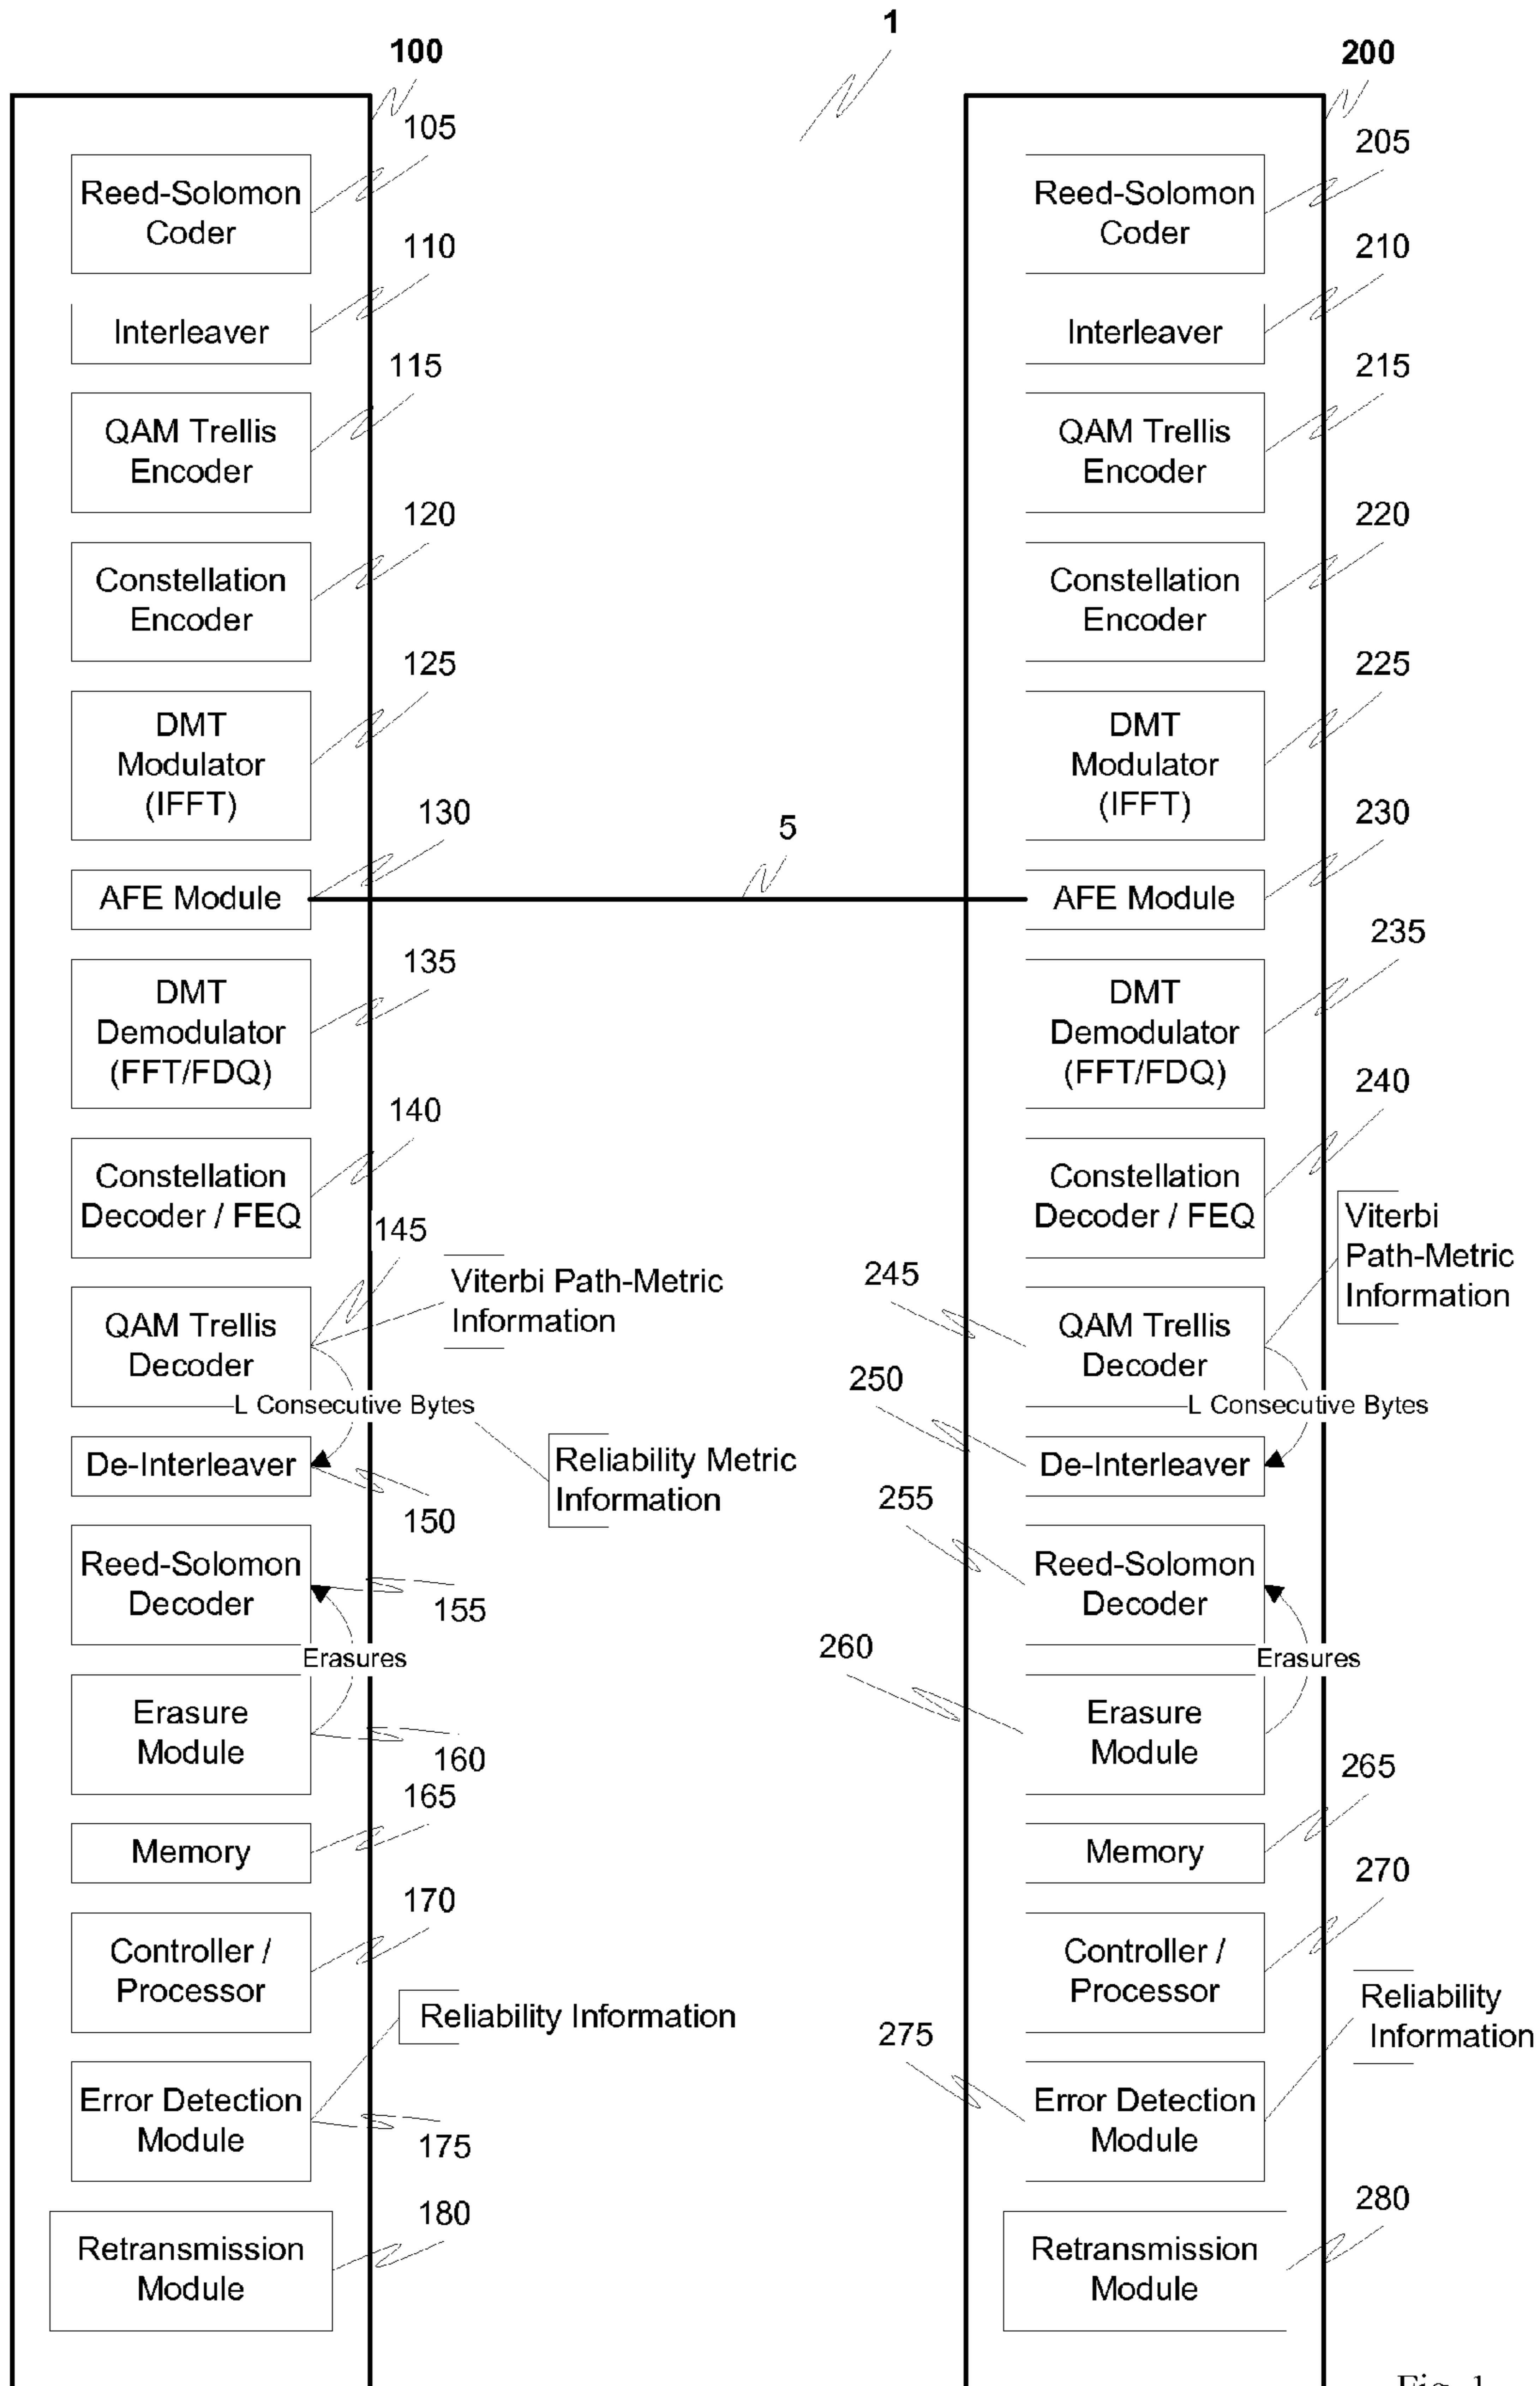 1
100
200
105
205
Reed-Solomon
Coder
Reed-Solomon
Coder
110
210
Interleaver
Interleaver
115
215
QAM Trellis
Encoder
QAM Trellis
Encoder
120
220
Constellation
Encoder
Constellation
Encoder
125
225
DMT
Modulator
(IFFT)
DMT
Modulator
(IFFT)
130
5
230
AFE Module
AFE Module
135
235
DMT
Demodulator
(FFT/FDQ)
DMT
Demodulator
(FFT/FDQ)
140
240
Constellation
Decoder / FEQ
Constellation
Decoder / FEQ
145
Viterbi Path-Metric
Information
245
Viterbi
Path-Metric
Information
QAM Trellis
Decoder
QAM Trellis
Decoder
L Consecutive Bytes
250
L Consecutive Bytes
De-Interleaver
Reliability Metric
Information
De-Interleaver
150
255
Reed-Solomon
Decoder
155
Reed-Solomon
Decoder
Erasures
260
Erasures
Erasure
Module
160
Erasure
Module
165
265
Memory
Memory
170
270
Controller /
Processor
Controller /
Processor
Reliability Information
275
Reliability
Information
Error Detection
Module
175
Error Detection
Module
180
280
Retransmission
Module
Retransmission
Module
Fig. 1